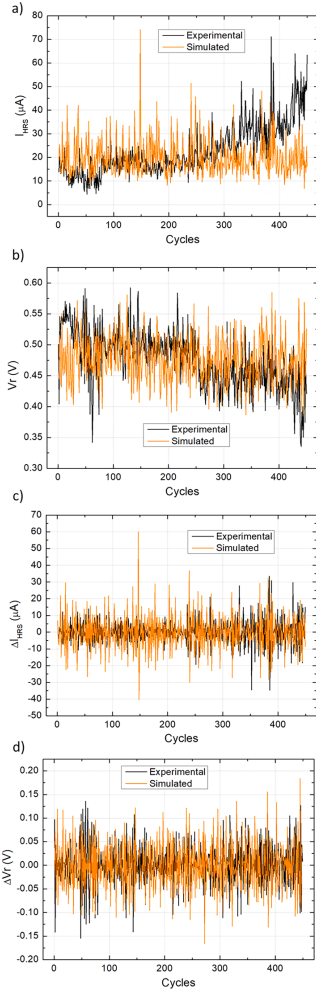 a)
80
70
60
50
40
30
20
10
0
I_HRS (μA)
Experimental
Simulated
0 100 200 300 400
Cycles
b)
0.60
0.55
0.50
0.45
0.40
0.35
0.30
Vr (V)
Experimental
Simulated
0 100 200 300 400
Cycles
c)
70
60
50
40
30
20
10
0
-10
-20
-30
-40
-50
ΔI_HRS (μA)
Experimental
Simulated
0 100 200 300 400
Cycles
d)
0.20
0.15
0.10
0.05
0.00
-0.05
-0.10
-0.15
-0.20
ΔVr (V)
Experimental
Simulated
0 100 200 300 400
Cycles